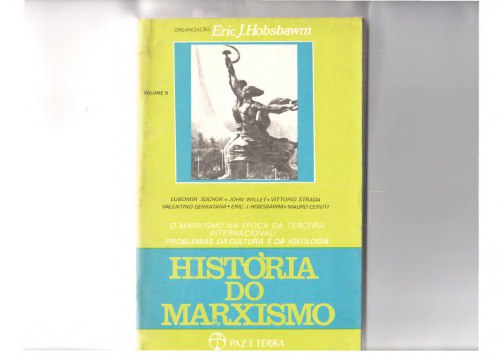 ORGANIZAÇÃO Eric J. Hobsbawm
VOLUME 9
ĽUBOMÍR SOCHOR • JOHN WILLET • VITTORIO STRADA
VALENTINO GERRATANA • ERIC J. HOBSBAWM • MAURO CERUTI
O MARXISMO NA ÉPOCA DA TERCEIRA
INTERNACIONAL:
PROBLEMAS DA CULTURA E DA IDEOLOGIA
HISTÓRIA
DO
MARXISMO
PAZ E TERRA